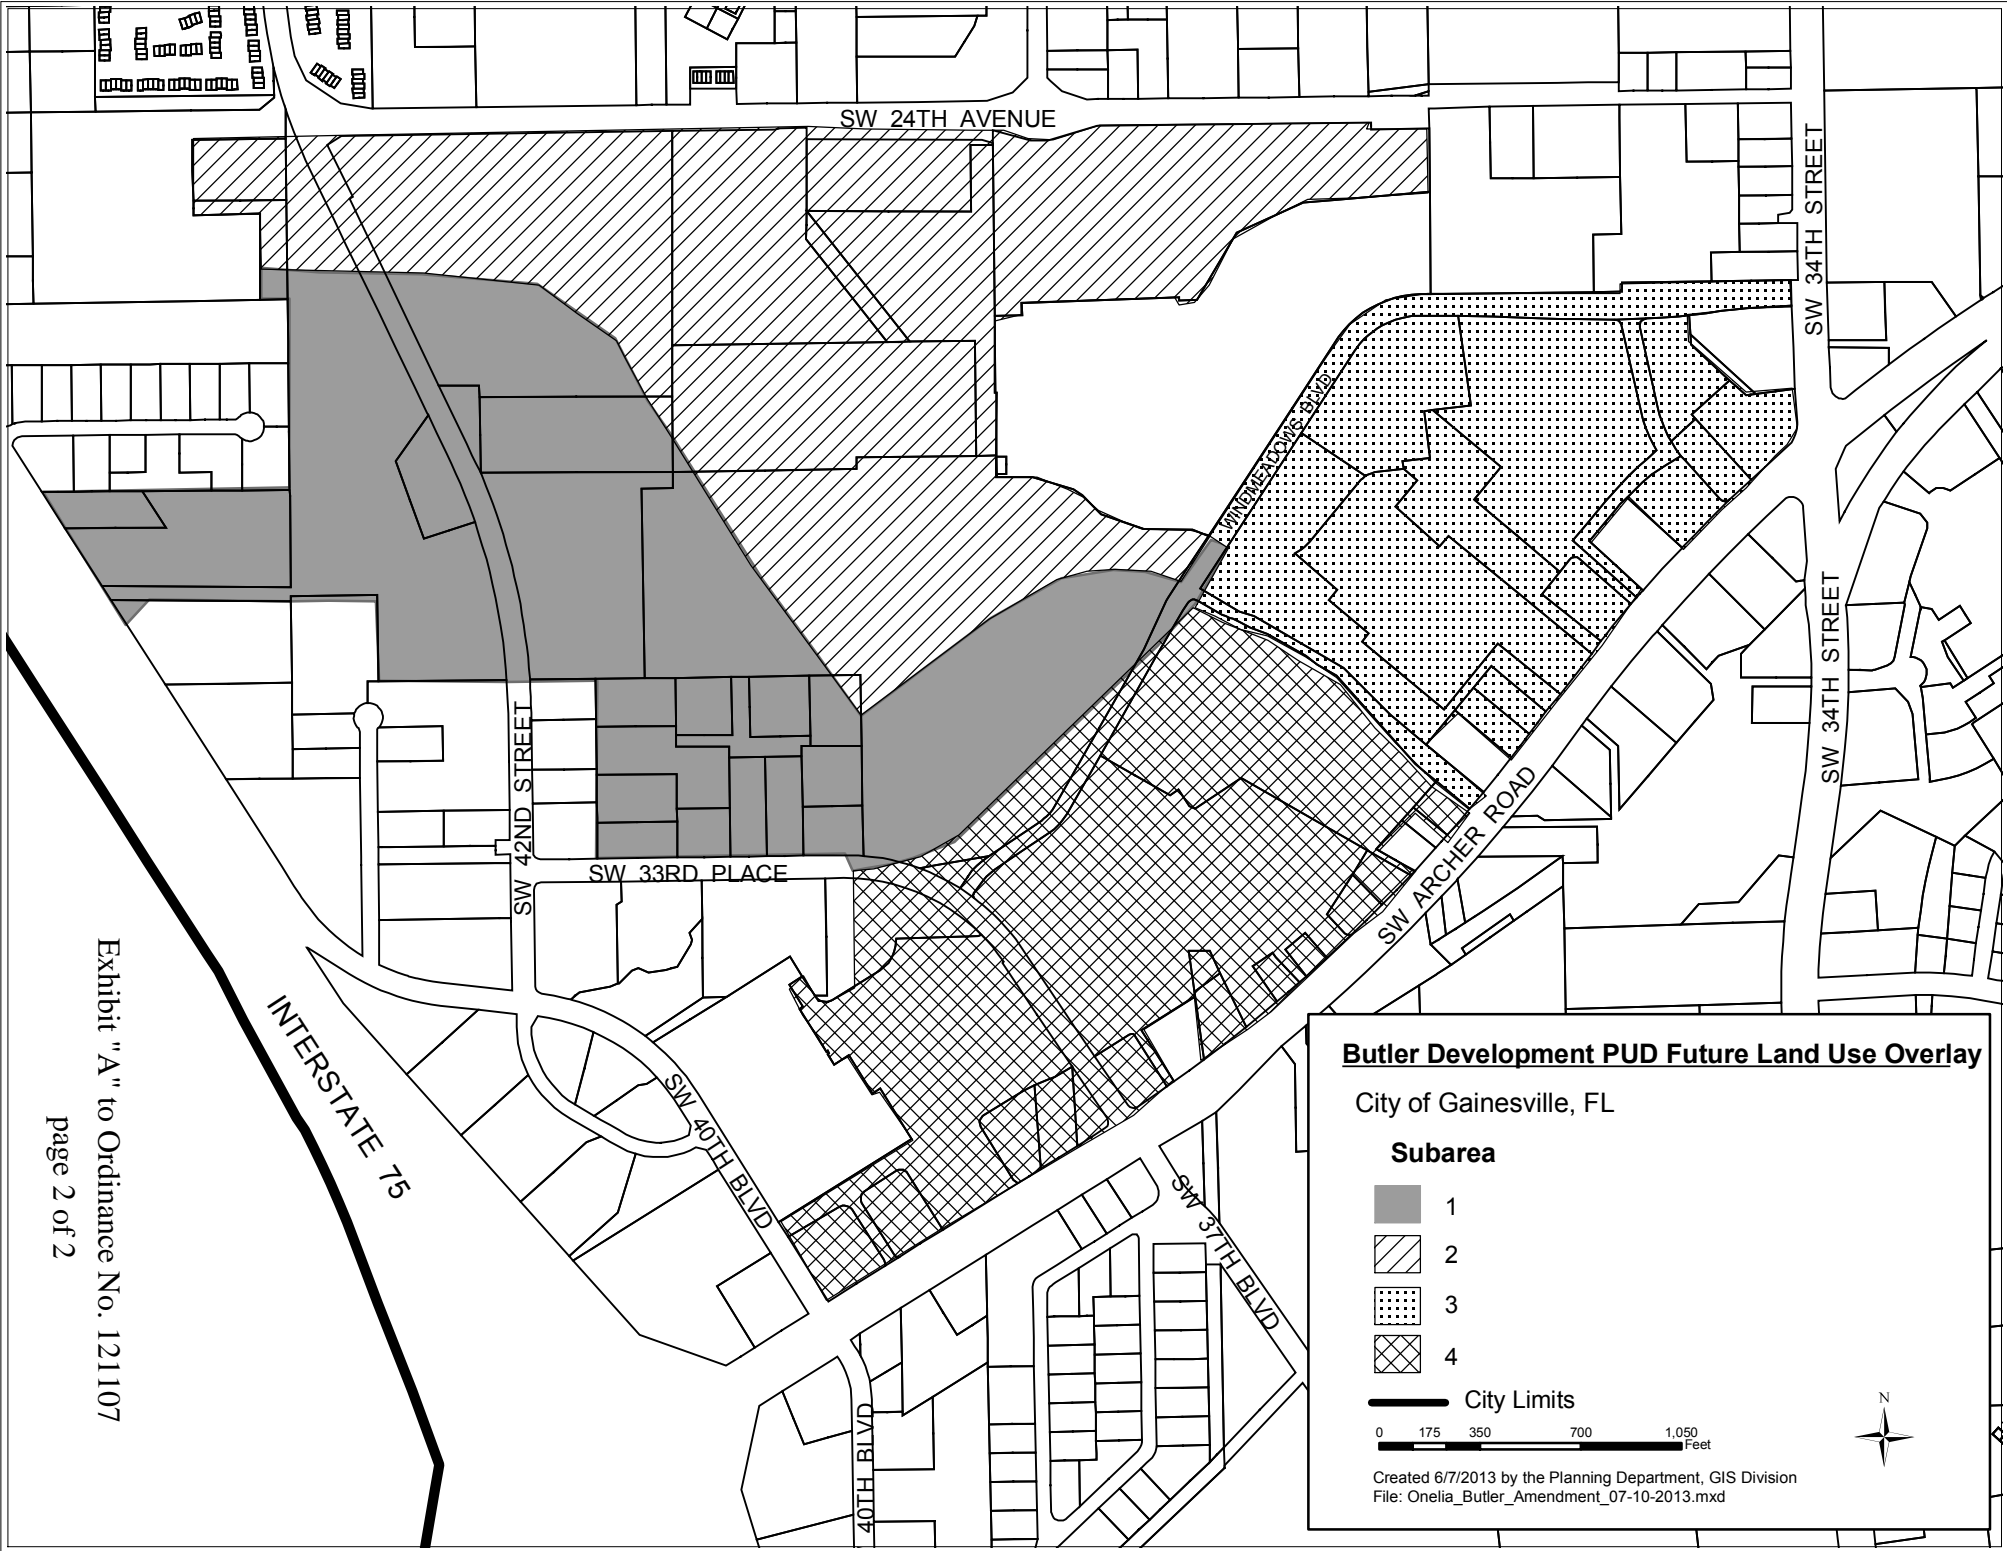 SW 24TH AVENUE
SW 34TH STREET
WINDMEADOWS BLVD
SW 34TH STREET
SW 42ND STREET
SW 33RD PLACE
SW ARCHER ROAD
INTERSTATE 75
SW 40TH BLVD
SW 37TH BLVD
40TH BLVD
Exhibit "A" to Ordinance No. 121107
page 2 of 2
Butler Development PUD Future Land Use Overlay
City of Gainesville, FL
Subarea
1
2
3
4
City Limits
0 175 350 700 1,050
Feet
N
Created 6/7/2013 by the Planning Department, GIS Division
File: Onelia_Butler_Amendment_07-10-2013.mxd